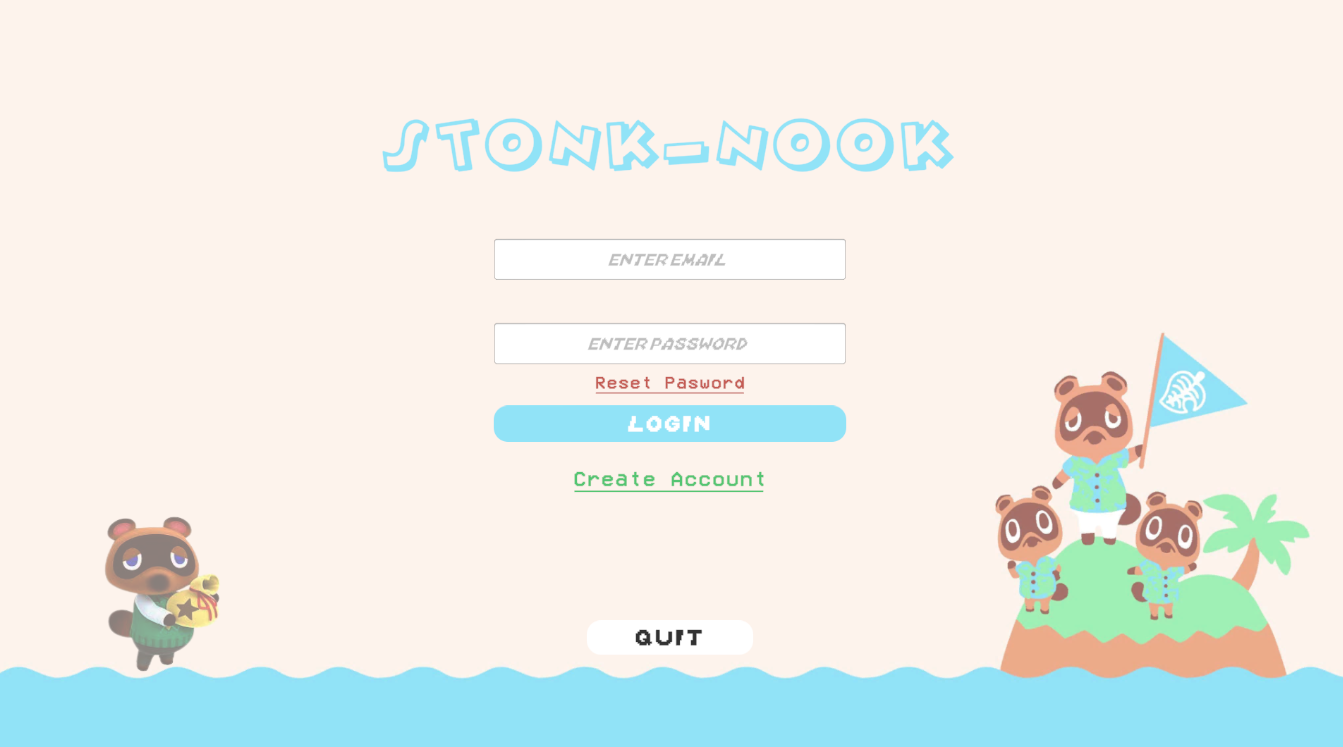 STONK-NOOK
ENTER EMAIL
ENTER PASSWORD
Reset Pasword
LOGIN
Create Account
QUIT